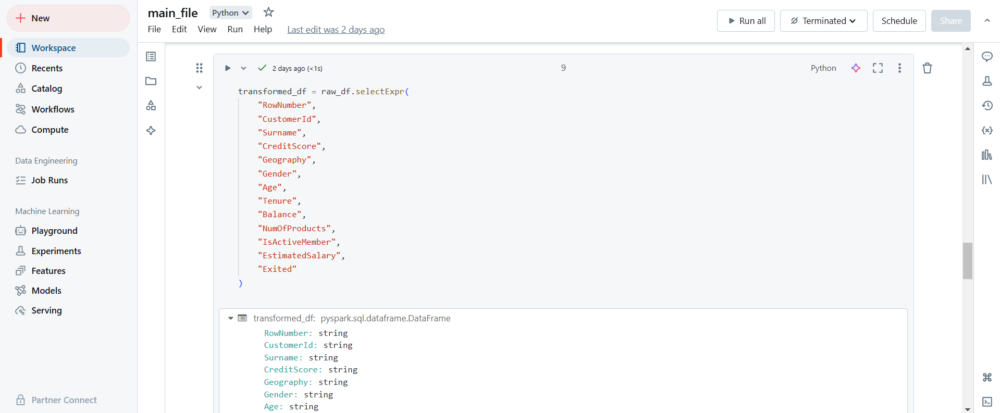 New
Workspace
Recents
Catalog
Workflows
Compute
Data Engineering
Job Runs
Machine Learning
Playground
Experiments
Features
Models
Serving
Partner Connect
main_file
Python
File Edit View Run Help Last edit was 2 days ago
Run all
Terminated
Schedule
Share
2 days ago (<1s)
9
Python
transformed_df = raw_df.selectExpr(
"RowNumber",
"CustomerId",
"Surname",
"CreditScore",
"Geography",
"Gender",
"Age",
"Tenure",
"Balance",
"NumOfProducts",
"IsActiveMember",
"EstimatedSalary",
"Exited"
)
transformed_df: pyspark.sql.dataframe.DataFrame
RowNumber: string
CustomerId: string
Surname: string
CreditScore: string
Geography: string
Gender: string
Age: string